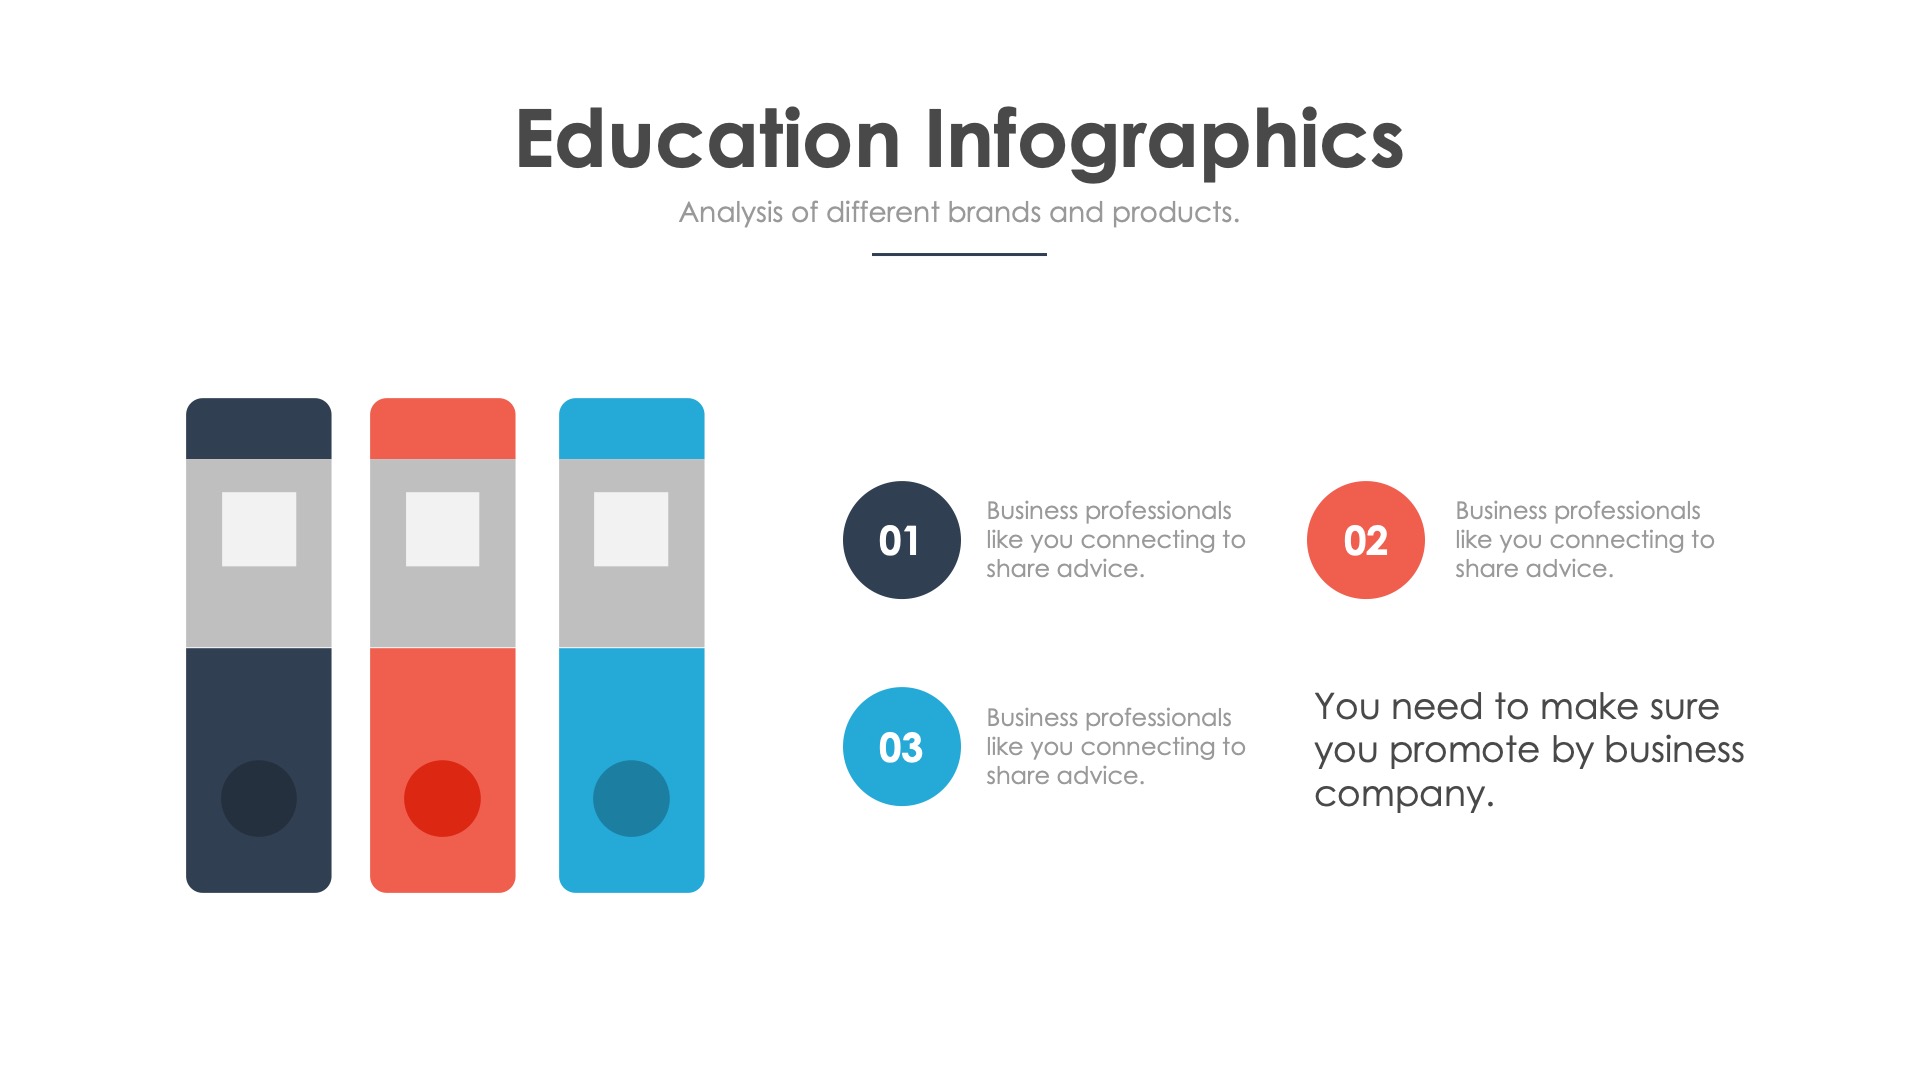 Education Infographics
Analysis of different brands and products.
01
Business professionals
like you connecting to
share advice.
02
Business professionals
like you connecting to
share advice.
03
Business professionals
like you connecting to
share advice.
You need to make sure
you promote by business
company.